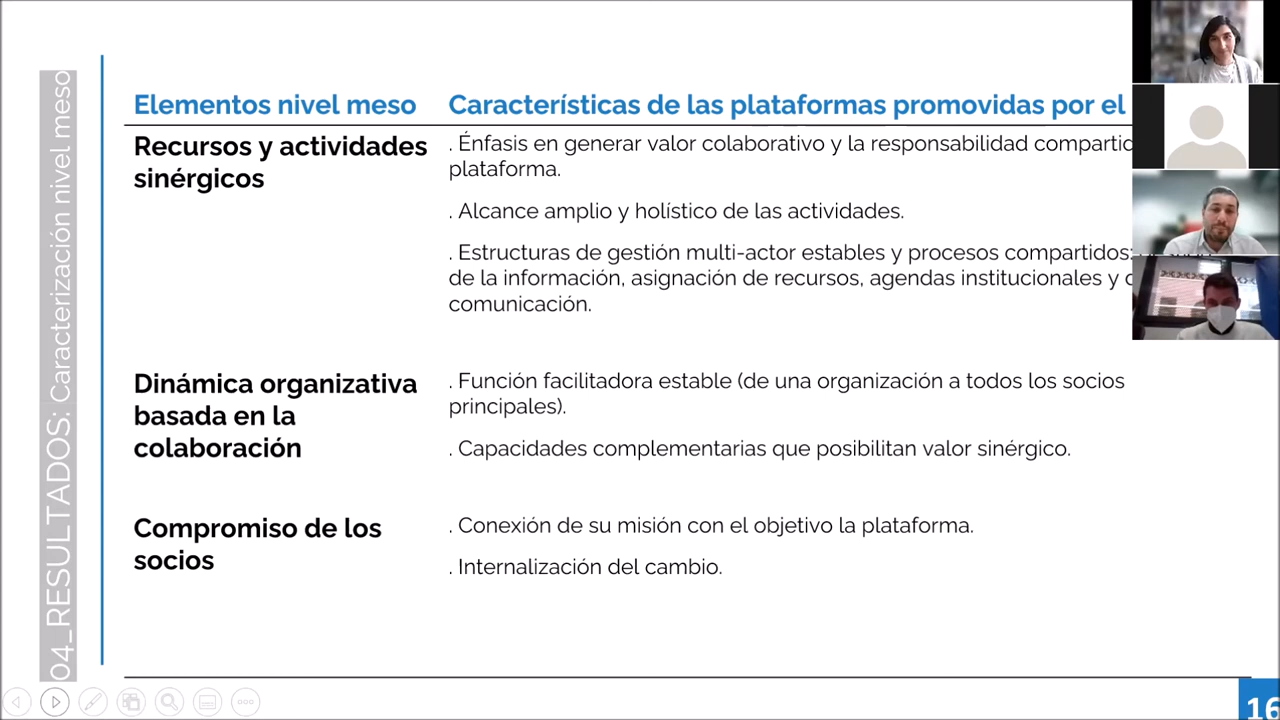 04_RESULTADOS: Caracterización nivel meso
Elementos nivel meso
Características de las plataformas promovidas por el
Recursos y actividades
sinérgicos
. Énfasis en generar valor colaborativo y la responsabilidad
plataforma.
. Alcance amplio y holístico de las actividades.
. Estructuras de gestión multi-actor estables y procesos compartidos:
de la información, asignación de recursos, agendas institucionales y
comunicación.
Dinámica organizativa
basada en la
colaboración
. Función facilitadora estable (de una organización a todos los socios
principales).
. Capacidades complementarias que posibilitan valor sinérgico.
Compromiso de los
socios
. Conexión de su misión con el objetivo la plataforma.
. Internalización del cambio.
16